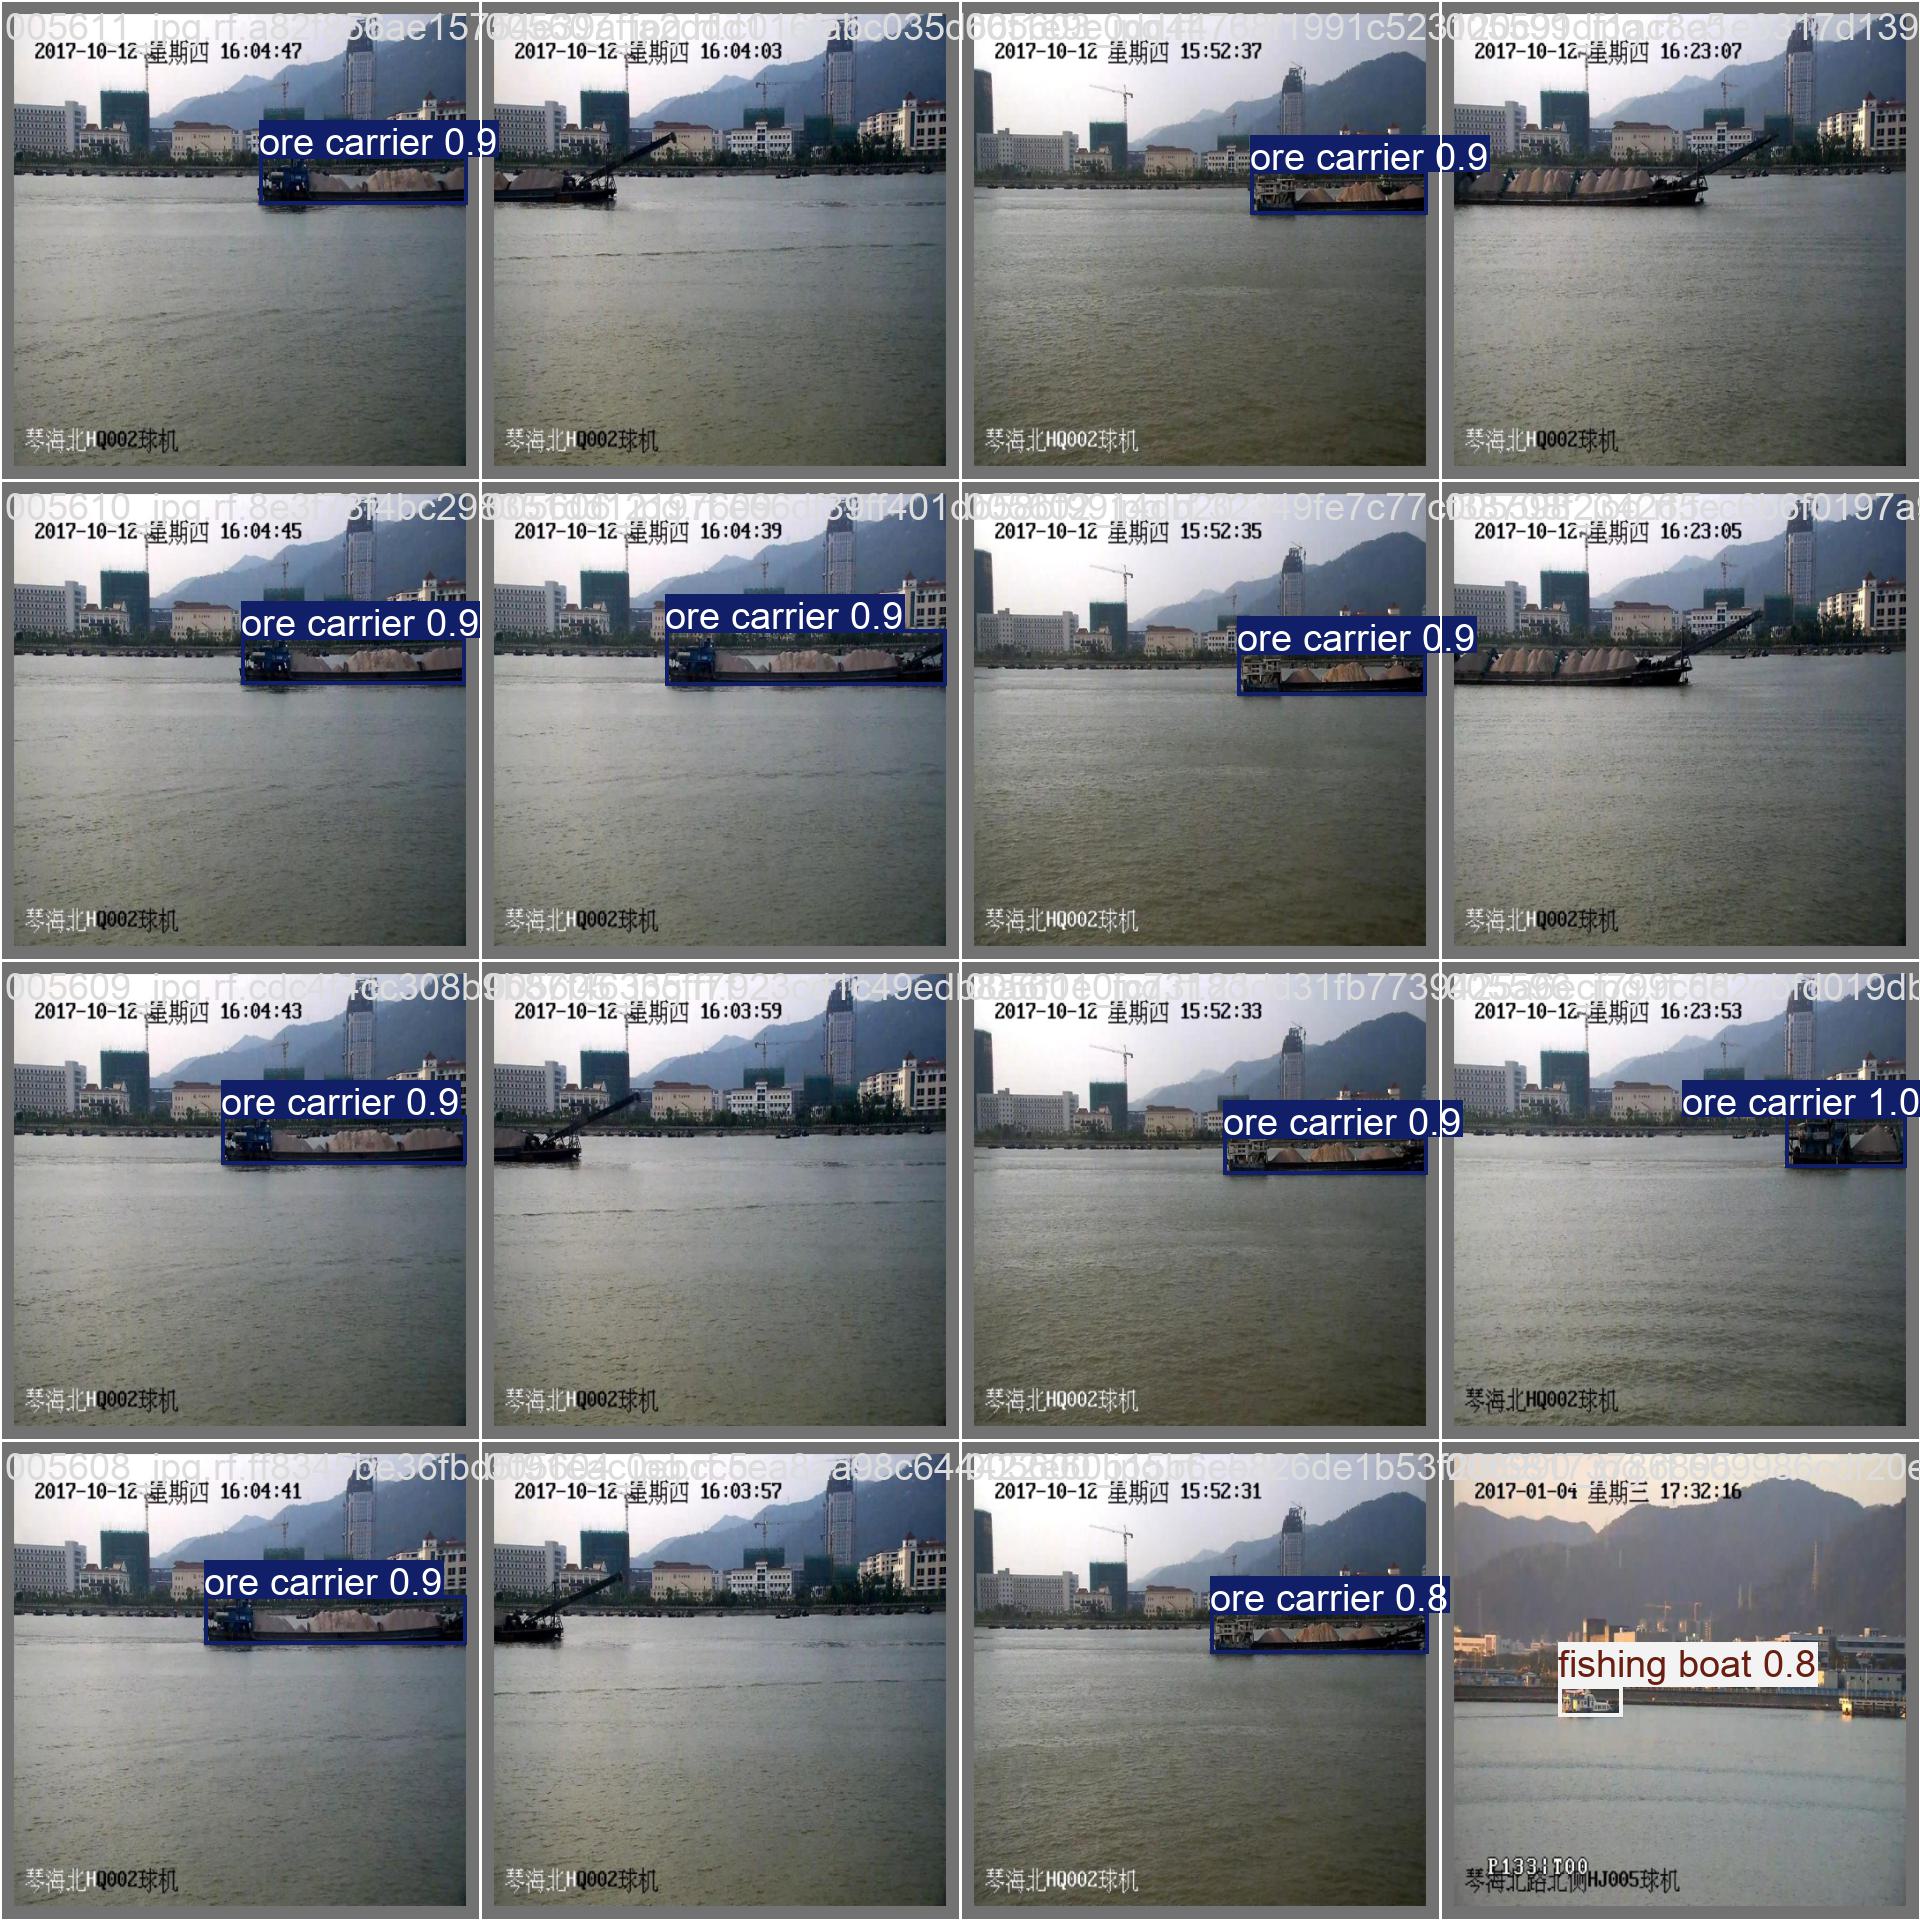 2017-10-12 星期四 16:04:47
ore carrier 0.9
琴海北HQ002球机
2017-10-12 星期四 16:04:03
琴海北HQ002球机
2017-10-12 星期四 15:52:37
ore carrier 0.9
琴海北HQ002球机
2017-10-12 星期四 16:23:07
琴海北HQ002球机
2017-10-12 星期四 16:04:45
ore carrier 0.9
琴海北HQ002球机
2017-10-12 星期四 16:04:39
ore carrier 0.9
琴海北HQ002球机
2017-10-12 星期四 15:52:35
ore carrier 0.9
琴海北HQ002球机
2017-10-12 星期四 16:23:05
琴海北HQ002球机
2017-10-12 星期四 16:04:43
ore carrier 0.9
琴海北HQ002球机
2017-10-12 星期四 16:03:59
琴海北HQ002球机
2017-10-12 星期四 15:52:33
ore carrier 0.9
琴海北HQ002球机
2017-10-12 星期四 16:23:53
ore carrier 1.0
琴海北HQ002球机
2017-10-12 星期四 16:04:41
ore carrier 0.9
琴海北HQ002球机
2017-10-12 星期四 16:03:57
琴海北HQ002球机
2017-10-12 星期四 15:52:31
ore carrier 0.8
琴海北HQ002球机
2017-01-04 星期三 17:32:16
fishing boat 0.8
P133|T00
琴海北路北侧HJ005球机